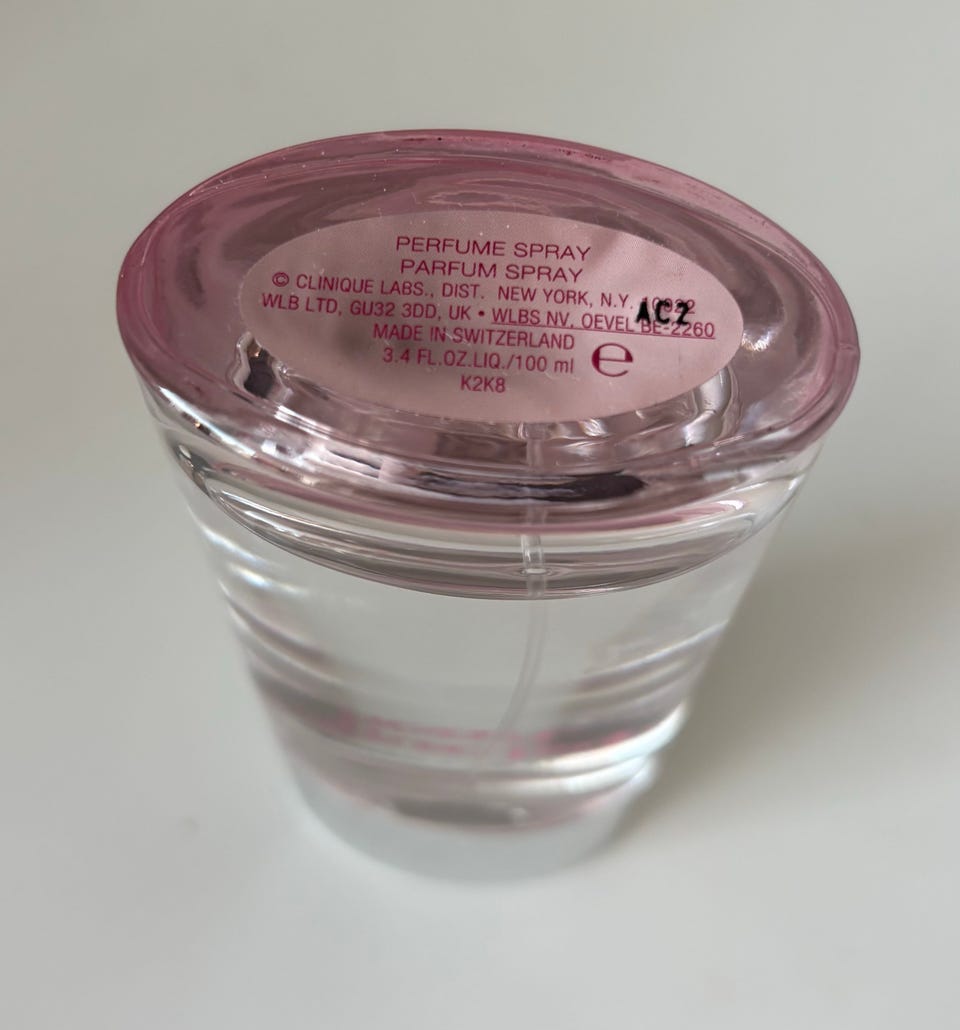 PERFUME SPRAY
PARFUM SPRAY
© CLINIQUE LABS., DIST. NEW YORK, N.Y. 10022
WLB LTD, GU32 3DD, UK • WLBS NV, OEVEL BE-2260
AC2
MADE IN SWITZERLAND
3.4 FL.OZ.LIQ./100 ml e
K2K8